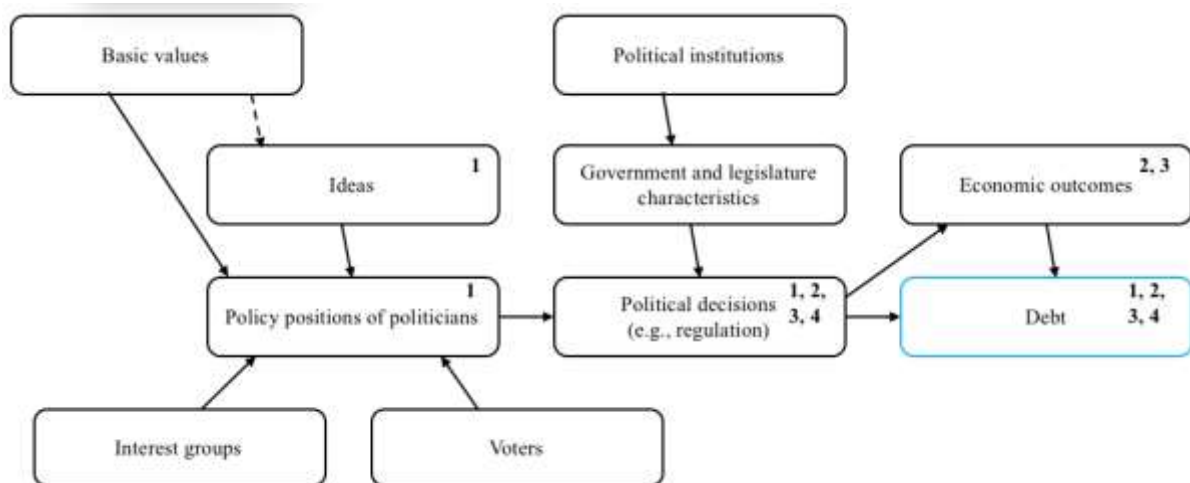 Basic values
Political institutions
Ideas
1
Government and legislature
characteristics
Economic outcomes
2, 3
Policy positions of politicians
1
Political decisions
(e.g., regulation)
1, 2,
3, 4
Debt
1, 2,
3, 4
Interest groups
Voters